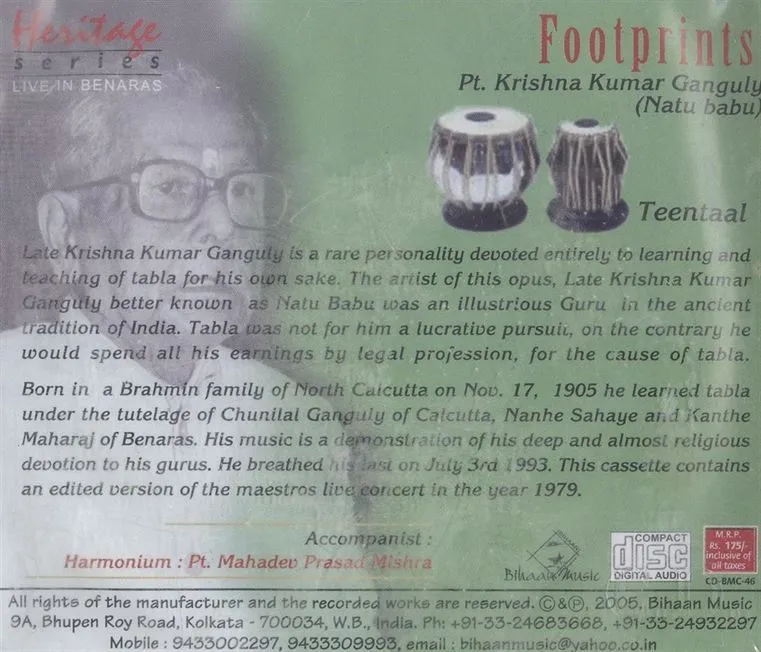 Heritage
series
LIVE IN BENARAS
Footprints
Pt. Krishna Kumar Ganguly
(Natu babu)
Teentaal
Late Krishna Kumar Ganguly is a rare personality devoted entirely to learning and
teaching of tabla for his own sake. The artist of this opus, Late Krishna Kumar
Ganguly better known as Natu Babu was an illustrious Guru in the ancient
tradition of India. Tabla was not for him a lucrative pursuit, on the contrary he
would spend all his earnings by legal profession, for the cause of tabla.
Born in a Brahmin family of North Calcutta on Nov. 17, 1905 he learned tabla
under the tutelage of Chunilal Ganguly of Calcutta, Nanhe Sahaye and Kanthe
Maharaj of Benaras. His music is a demonstration of his deep and almost religious
devotion to his gurus. He breathed his last on July 3rd 1993. This cassette contains
an edited version of the maestros live concert in the year 1979.
Accompanist :
Harmonium : Pt. Mahadev Prasad Mishra
Bihaan Music
COMPACT
disc
DIGITAL AUDIO
M.R.P.
Rs. 175/-
inclusive of
all taxes
CD-BMC-46
All rights of the manufacturer and the recorded works are reserved. ©&℗, 2005, Bihaan Music
9A, Bhupen Roy Road, Kolkata - 700034, W.B., India. Ph: +91-33-24683668, +91-33-24932297
Mobile : 9433002297, 9433309993, email : bihaanmusic@yahoo.co.in